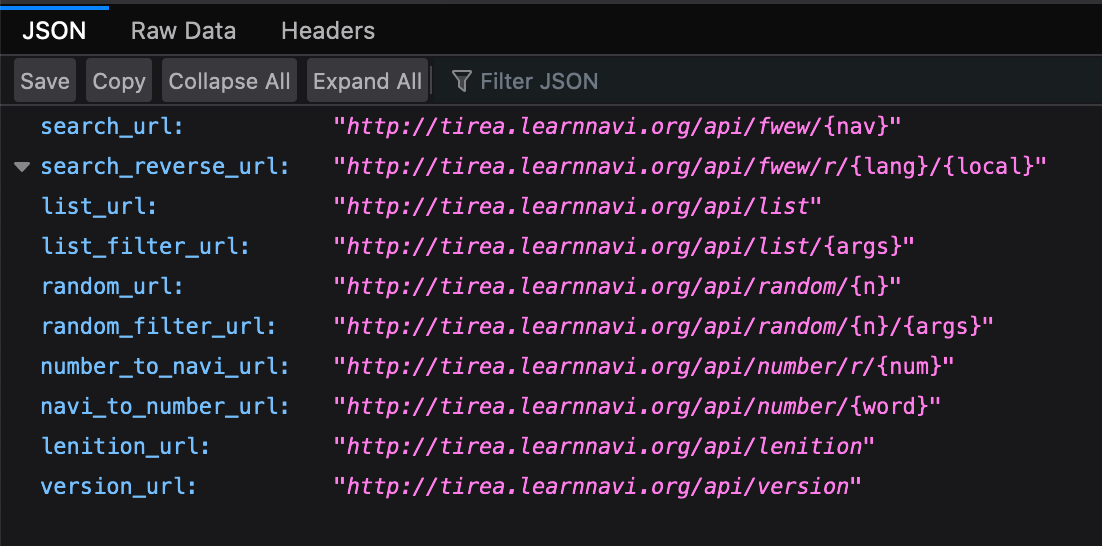 JSON Raw Data Headers
Save Copy Collapse All Expand All Filter JSON
search_url: "http://tirea.learnnavi.org/api/fwew/{nav}"
search_reverse_url: "http://tirea.learnnavi.org/api/fwew/r/{lang}/{local}"
list_url: "http://tirea.learnnavi.org/api/list"
list_filter_url: "http://tirea.learnnavi.org/api/list/{args}"
random_url: "http://tirea.learnnavi.org/api/random/{n}"
random_filter_url: "http://tirea.learnnavi.org/api/random/{n}/{args}"
number_to_navi_url: "http://tirea.learnnavi.org/api/number/r/{num}"
navi_to_number_url: "http://tirea.learnnavi.org/api/number/{word}"
lenition_url: "http://tirea.learnnavi.org/api/lenition"
version_url: "http://tirea.learnnavi.org/api/version"